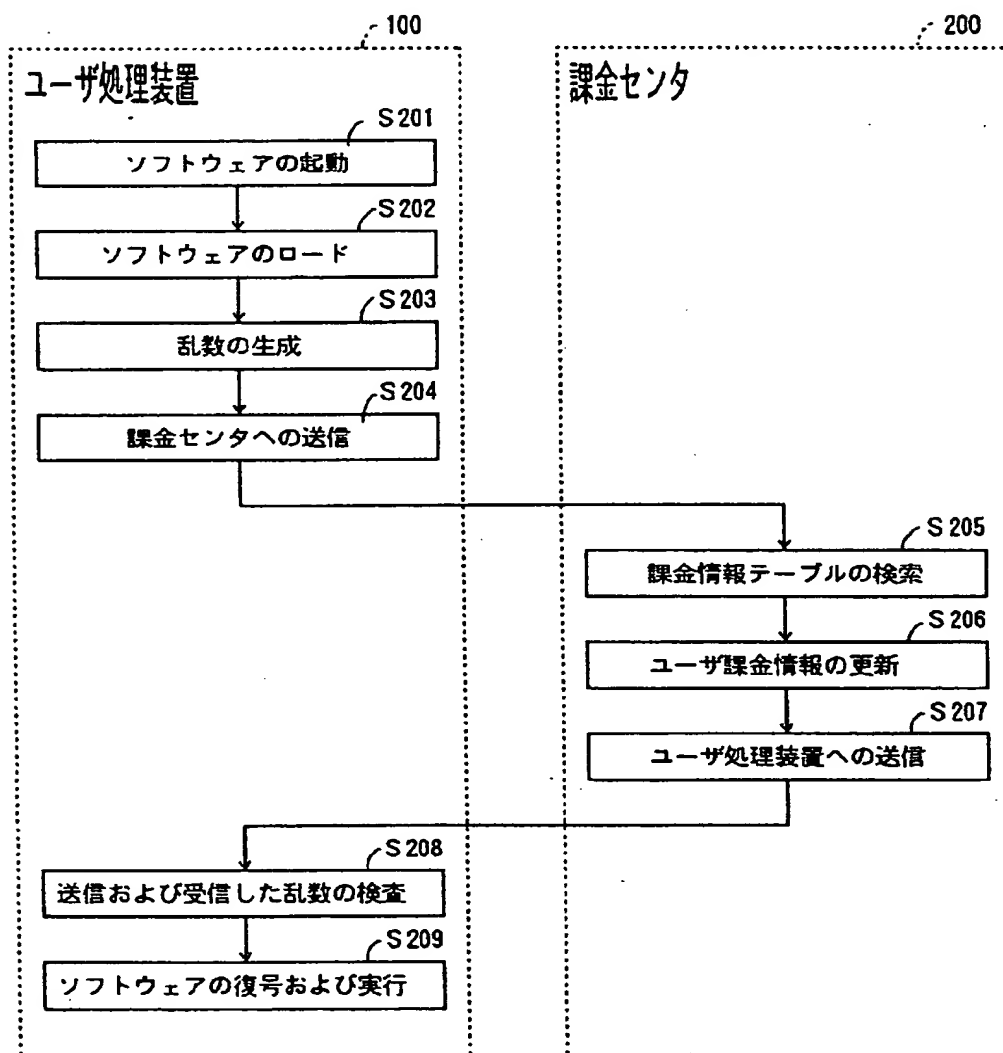 100
200
ユーザ処理装置
課金センタ
S201
ソフトウェアの起動
S202
ソフトウェアのロード
S203
乱数の生成
S204
課金センタへの送信
S205
課金情報テーブルの検索
S206
ユーザ課金情報の更新
S207
ユーザ処理装置への送信
S208
送信および受信した乱数の検査
S209
ソフトウェアの復号および実行